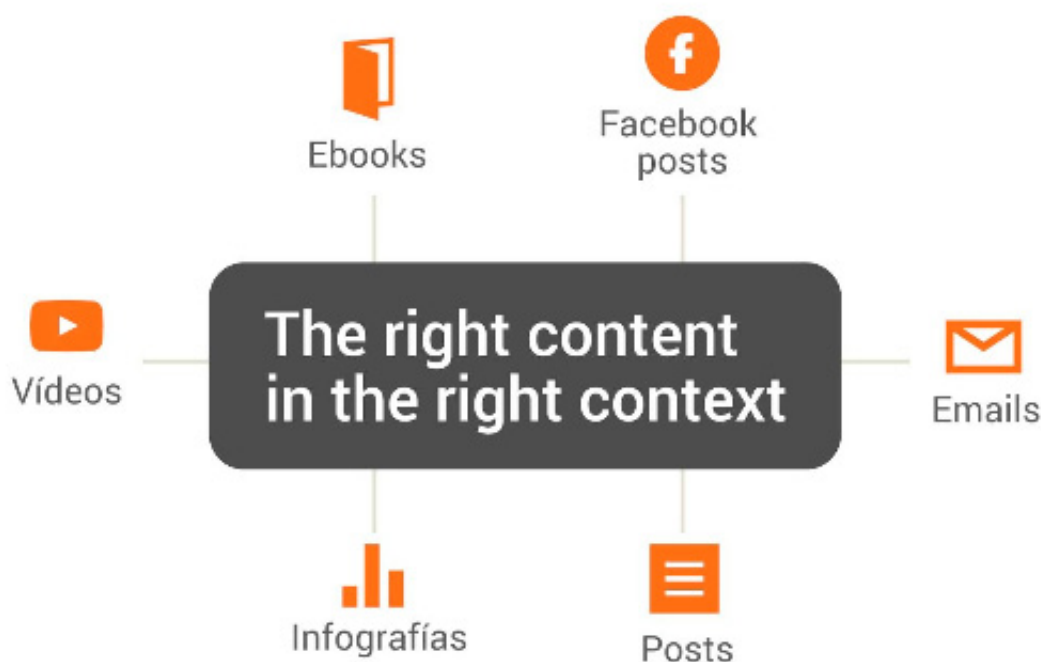 Ebooks
Facebook
posts
Vídeos
The right content
in the right context
Emails
Infografías
Posts